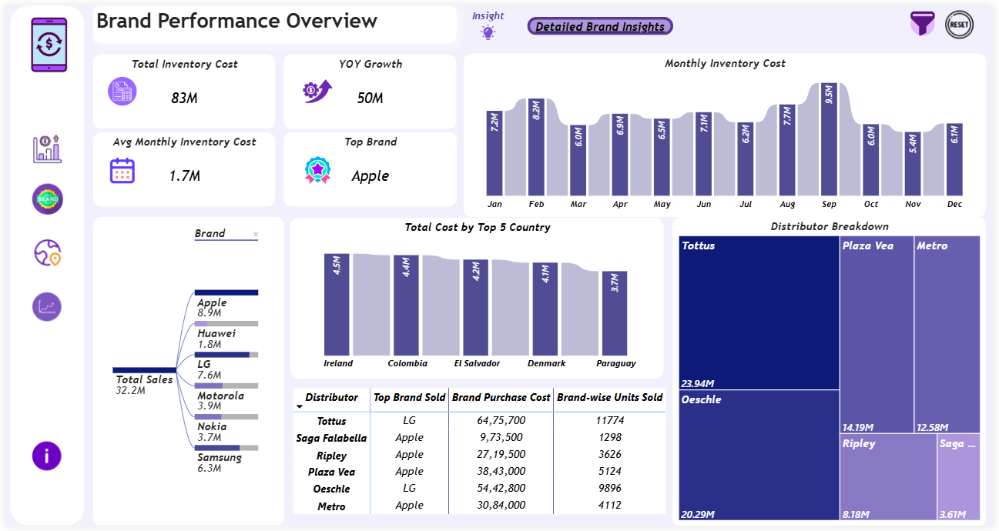 Brand Performance Overview
Insight
Detailed Brand Insights
RESET
Total Inventory Cost
83M
YOY Growth
50M
Avg Monthly Inventory Cost
1.7M
Top Brand
Apple
Monthly Inventory Cost
7.2M 8.2M 6.0M 6.9M 6.5M 7.1M 6.2M 7.7M 9.5M 6.0M 5.4M 6.1M
Jan Feb Mar Apr May Jun Jul Aug Sep Oct Nov Dec
BRAND
Brand ×
Total Sales
32.2M
Apple
8.9M
Huawei
1.8M
LG
7.6M
Motorola
3.9M
Nokia
3.7M
Samsung
6.3M
Total Cost by Top 5 Country
4.5M 4.4M 4.2M 4.1M 3.7M
Ireland Colombia El Salvador Denmark Paraguay
Distributor Top Brand Sold Brand Purchase Cost Brand-wise Units Sold
Tottus LG 64,75,700 11774
Saga Falabella Apple 9,73,500 1298
Ripley Apple 27,19,500 3626
Plaza Vea Apple 38,43,000 5124
Oeschle LG 54,42,800 9896
Metro Apple 30,84,000 4112
Distributor Breakdown
Tottus
23.94M
Oeschle
20.29M
Plaza Vea
14.19M
Metro
12.58M
Ripley
8.18M
Saga ...
3.61M
i